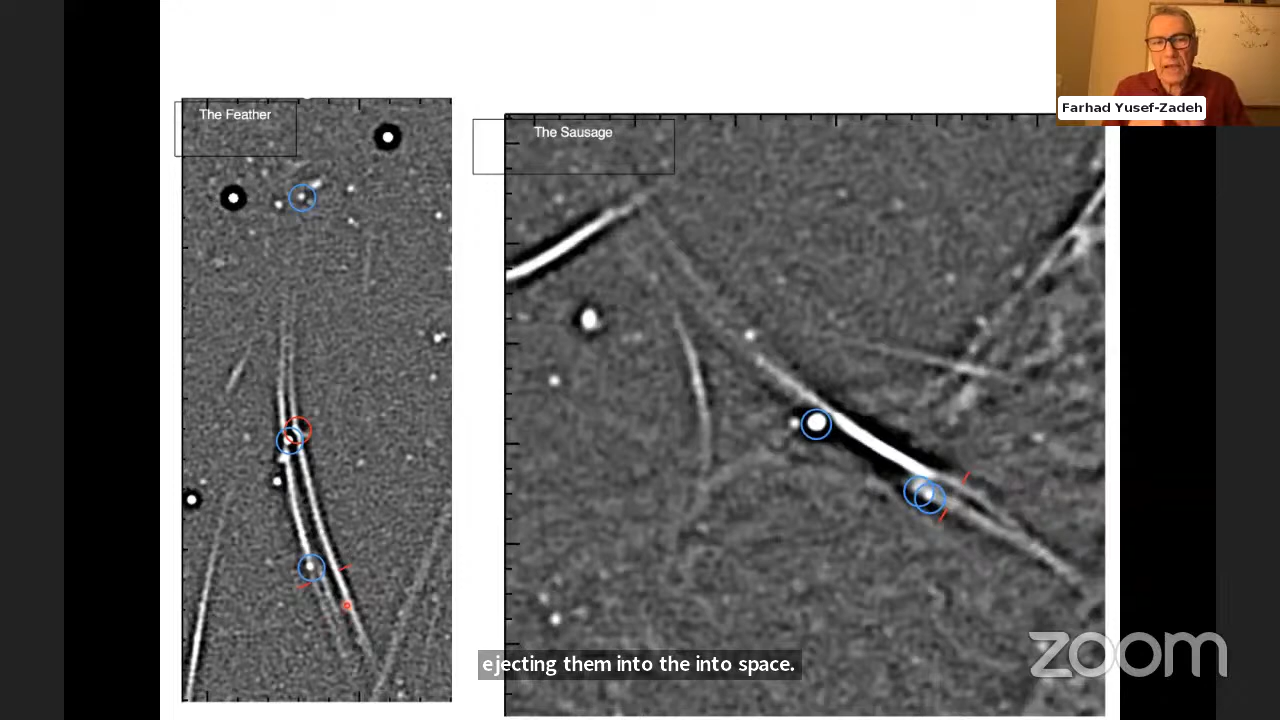 The Feather
The Sausage
Farhad Yusef-Zadeh
ejecting them into the into space.
zoom